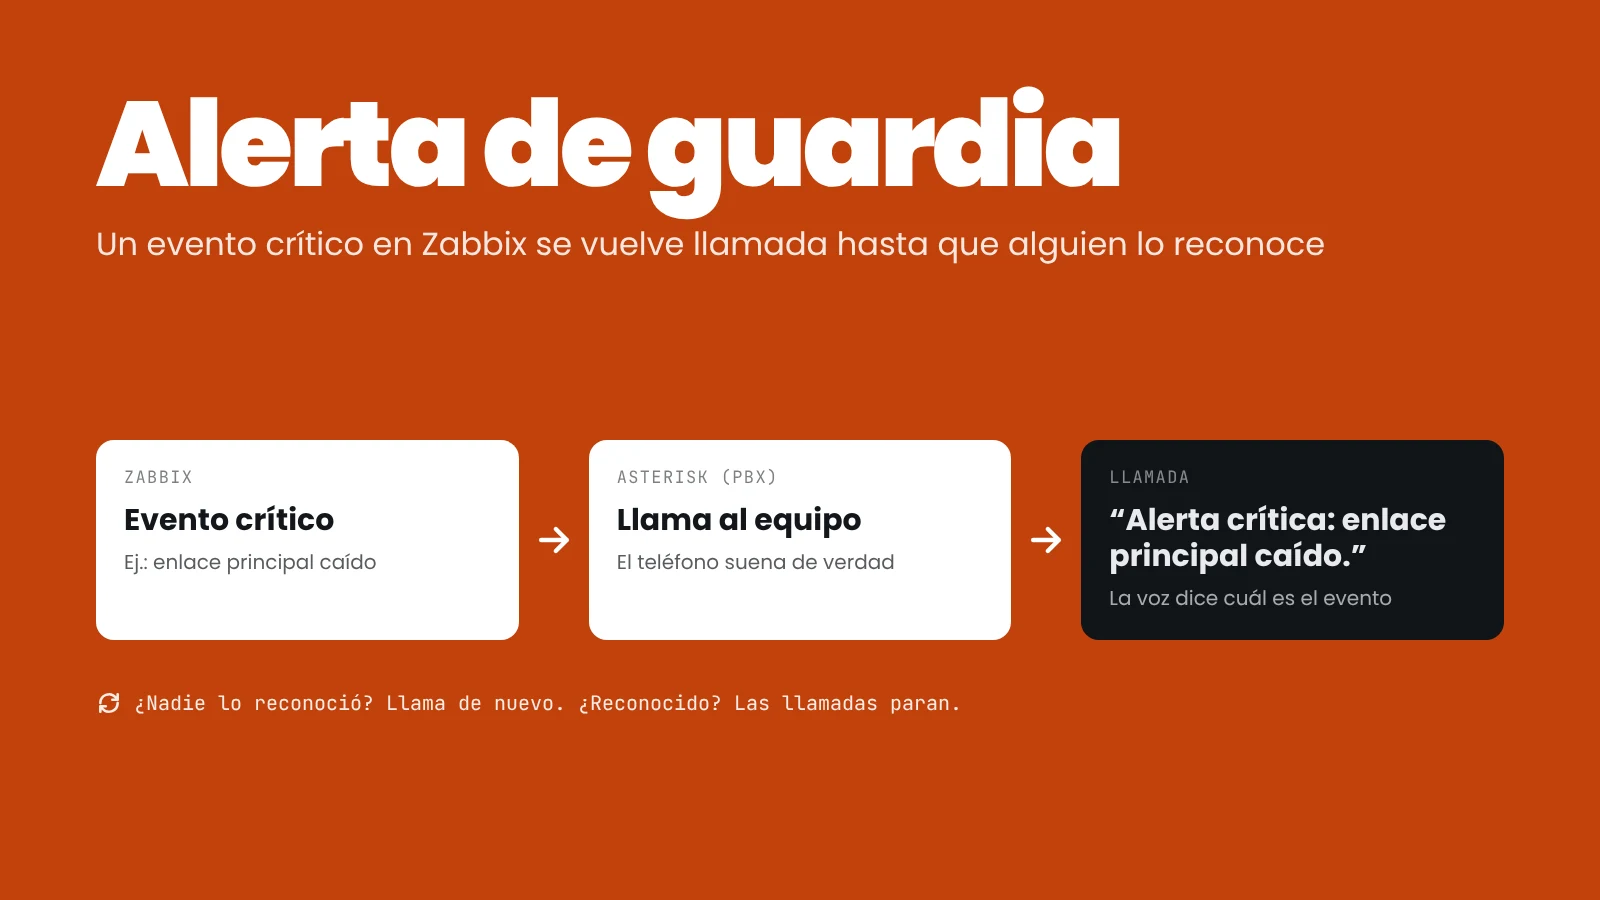 Alerta de guardia
Un evento crítico en Zabbix se vuelve llamada hasta que alguien lo reconoce
ZABBIX
Evento crítico
Ej.: enlace principal caído
ASTERISK (PBX)
Llama al equipo
El teléfono suena de verdad
LLAMADA
“Alerta crítica: enlace
principal caído.”
La voz dice cuál es el evento
¿Nadie lo reconoció? Llama de nuevo. ¿Reconocido? Las llamadas paran.